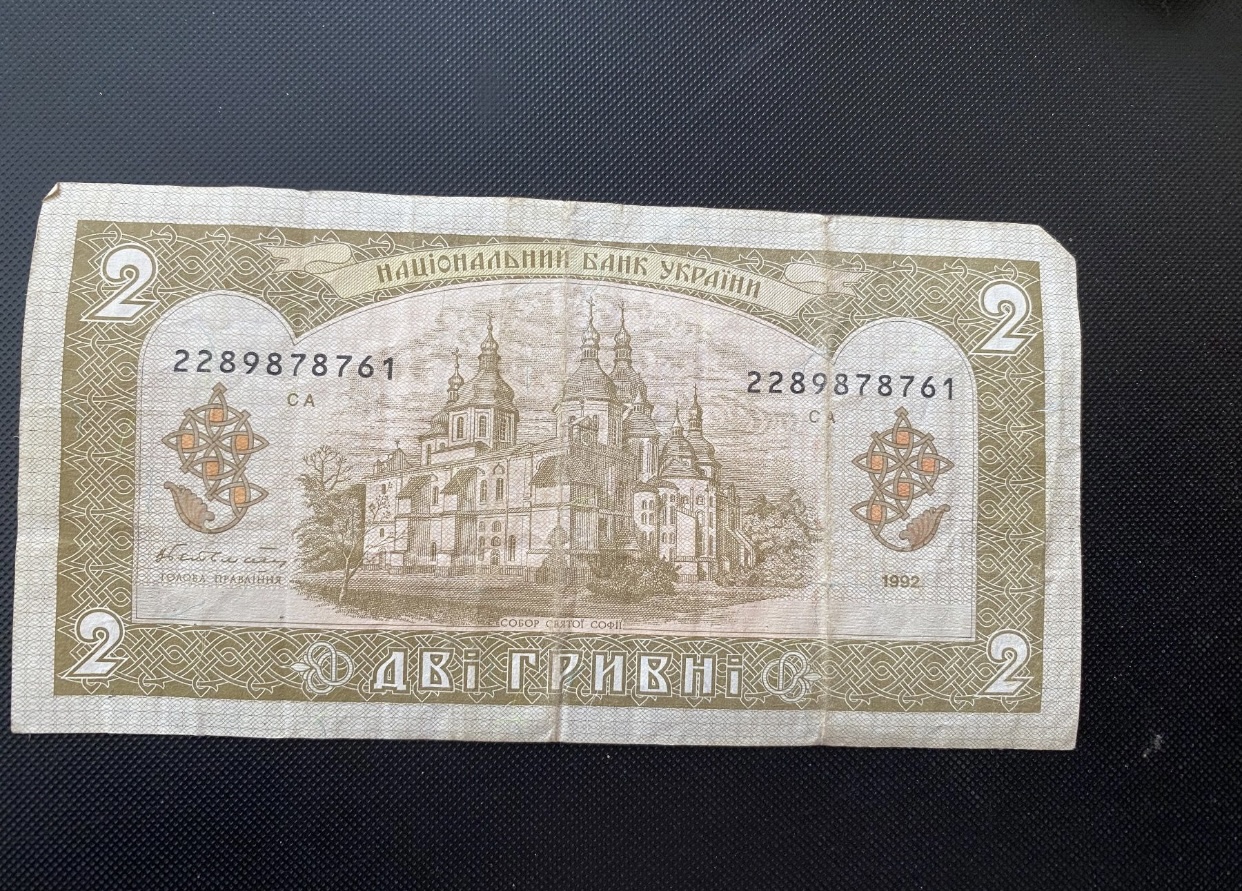 2
НАЦІОНАЛЬНИЙ БАНК УКРАЇНИ
2
2289878761
СА
2289878761
СА
ГОЛОВА ПРАВЛІННЯ
1992
СОБОР СВЯТОЇ СОФІЇ
2
ДВІ ГРИВНІ
2